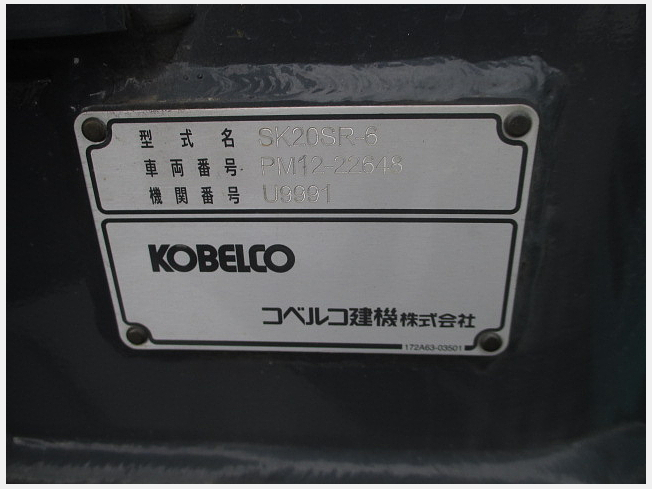 型式名 SK20SR-6
車両番号 PM12-22648
機関番号 U9991
KOBELCO
コベルコ建機株式会社
172A63-03501